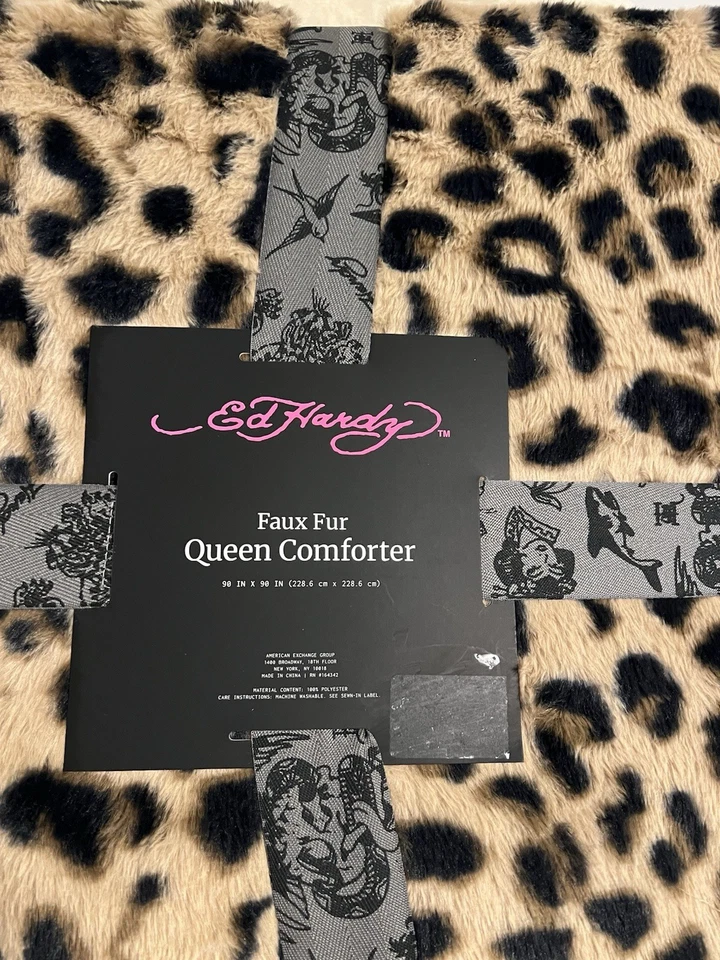 Ed Hardy™
Faux Fur
Queen Comforter
90 IN X 90 IN (228.6 cm x 228.6 cm)
AMERICAN EXCHANGE GROUP
1400 BROADWAY, 18TH FLOOR
NEW YORK, NY 10018
MADE IN CHINA | RN #164342
MATERIAL CONTENT: 100% POLYESTER
CARE INSTRUCTIONS: MACHINE WASHABLE. SEE SEWN-IN LABEL.